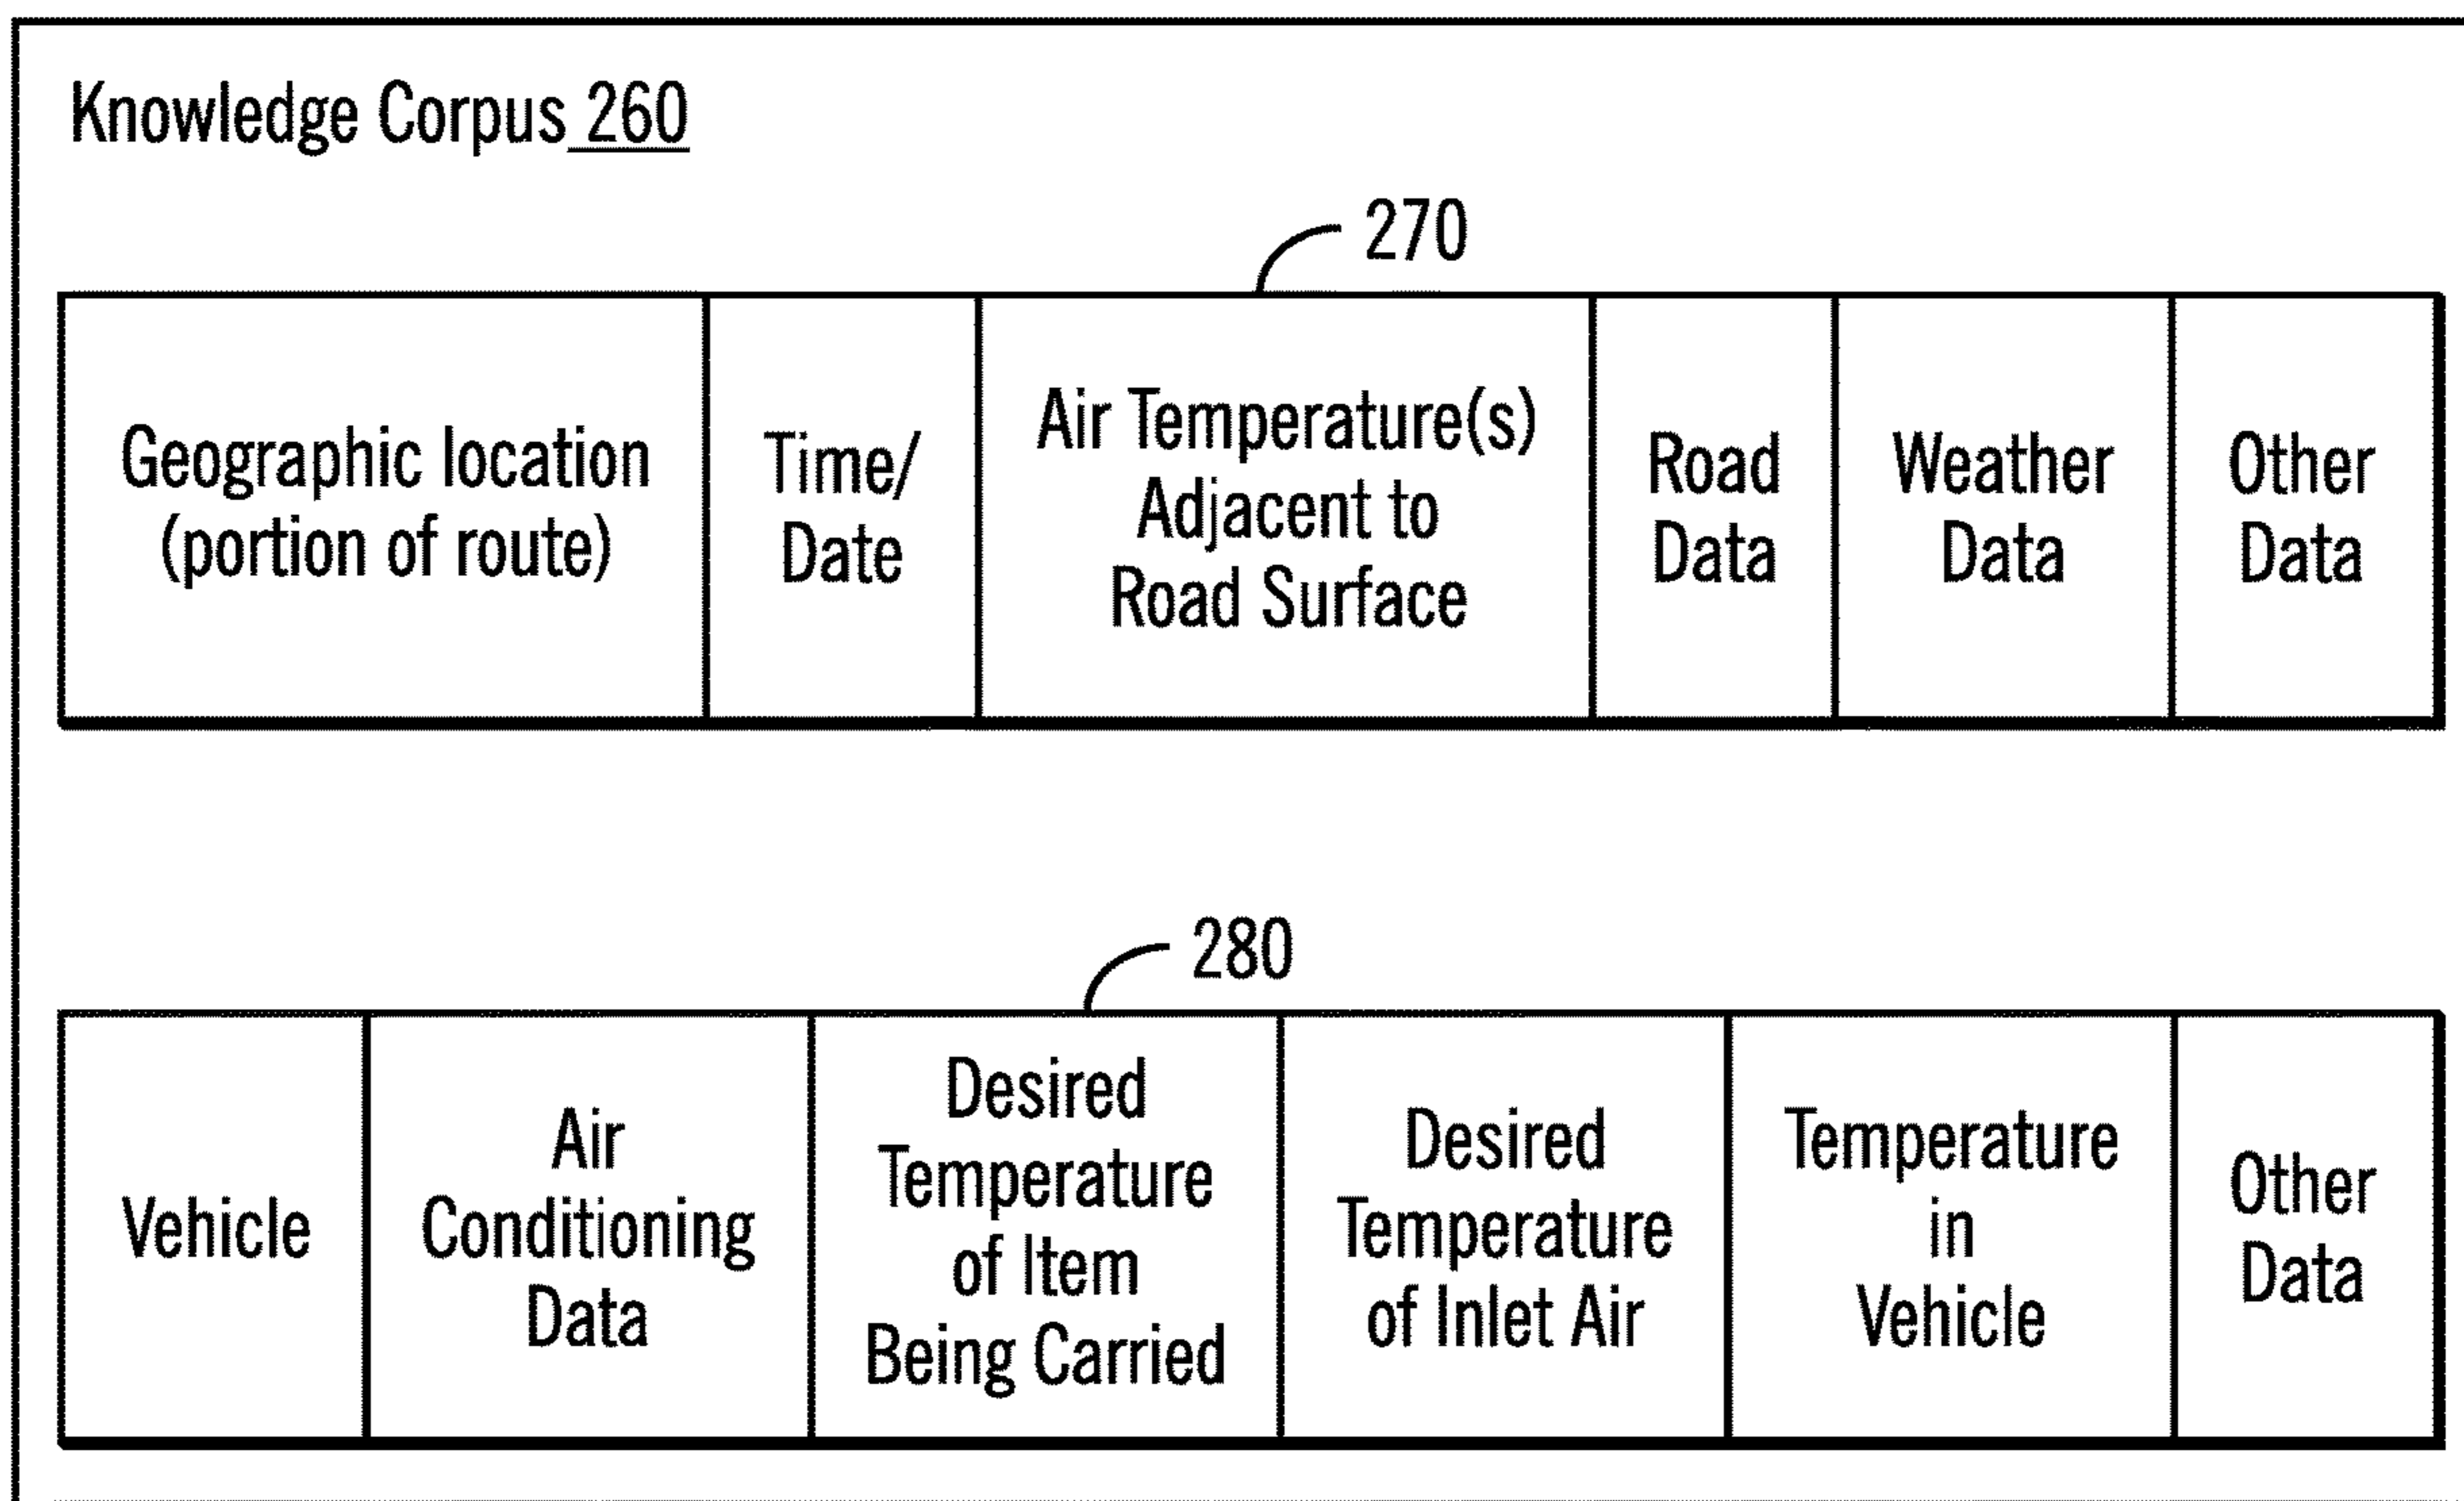 Knowledge Corpus 260
270
Geographic location
(portion of route)
Time/
Date
Air Temperature(s)
Adjacent to
Road Surface
Road
Data
Weather
Data
Other
Data
280
Vehicle
Air
Conditioning
Data
Desired
Temperature
of Item
Being Carried
Desired
Temperature
of Inlet Air
Temperature
in
Vehicle
Other
Data